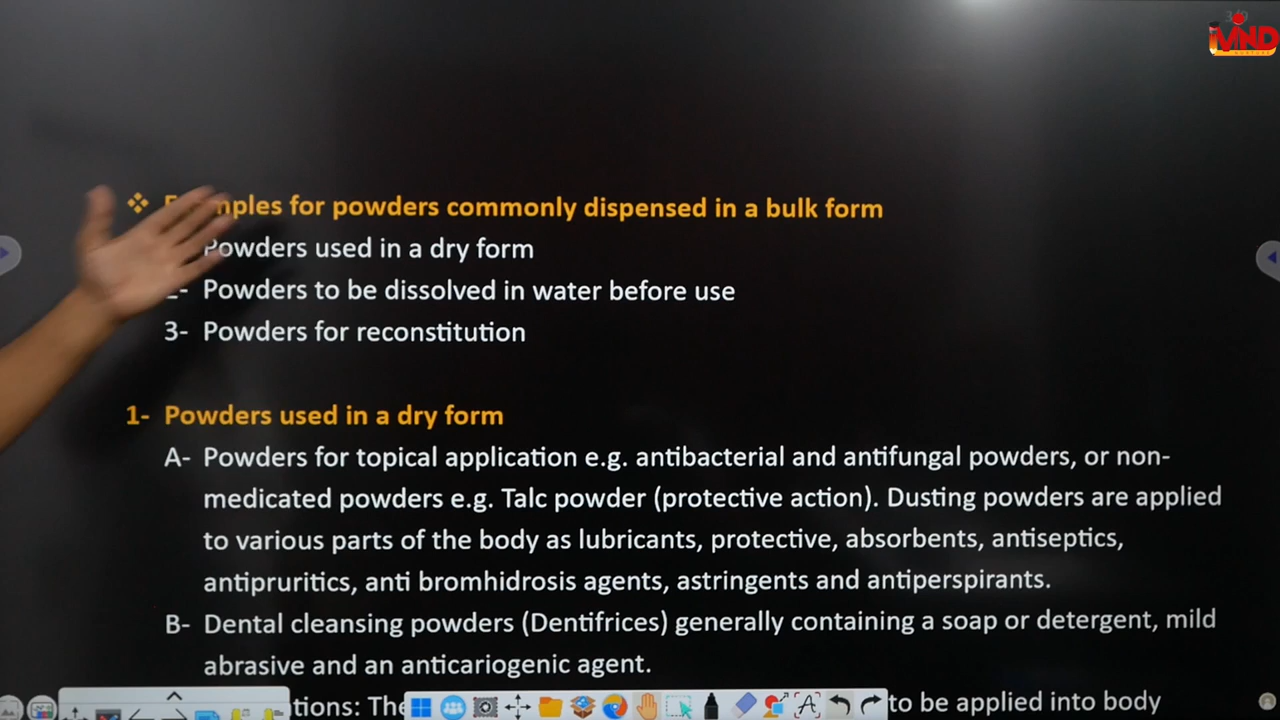 MND
❖ Examples for powders commonly dispensed in a bulk form
Powders used in a dry form
2- Powders to be dissolved in water before use
3- Powders for reconstitution
1- Powders used in a dry form
A- Powders for topical application e.g. antibacterial and antifungal powders, or non-
medicated powders e.g. Talc powder (protective action). Dusting powders are applied
to various parts of the body as lubricants, protective, absorbents, antiseptics,
antipruritics, anti bromhidrosis agents, astringents and antiperspirants.
B- Dental cleansing powders (Dentifrices) generally containing a soap or detergent, mild
abrasive and an anticariogenic agent.
to be applied into body